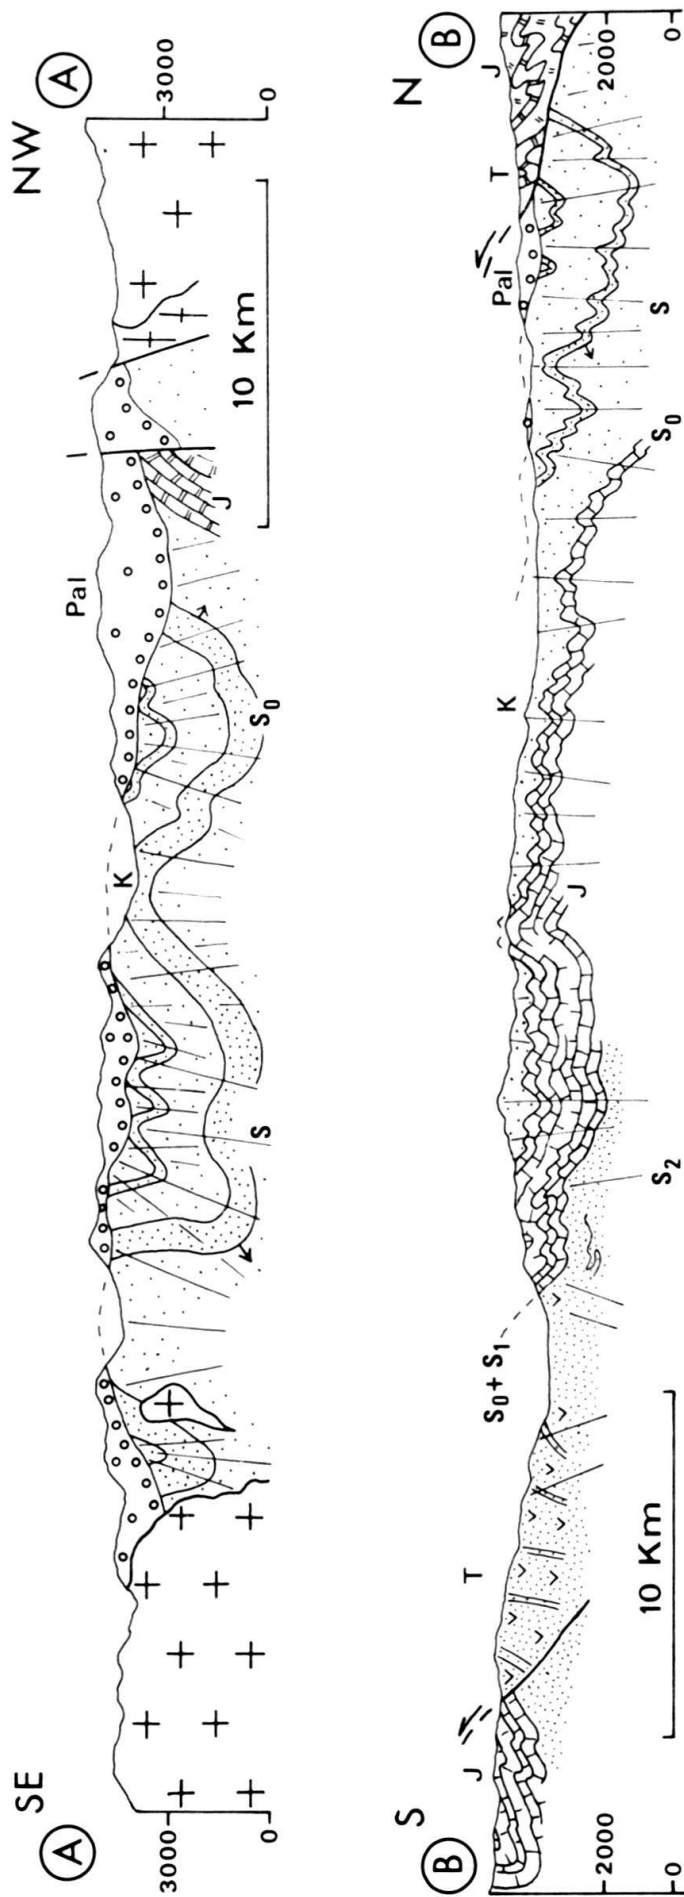 A SE NW A
3000 Pal 3000
K
J
S₀
S
0 10 Km 0
B S N B
J T S₀ + S₁ K Pal T J
2000 J 2000
10 Km S₂ S₀ S
0 0